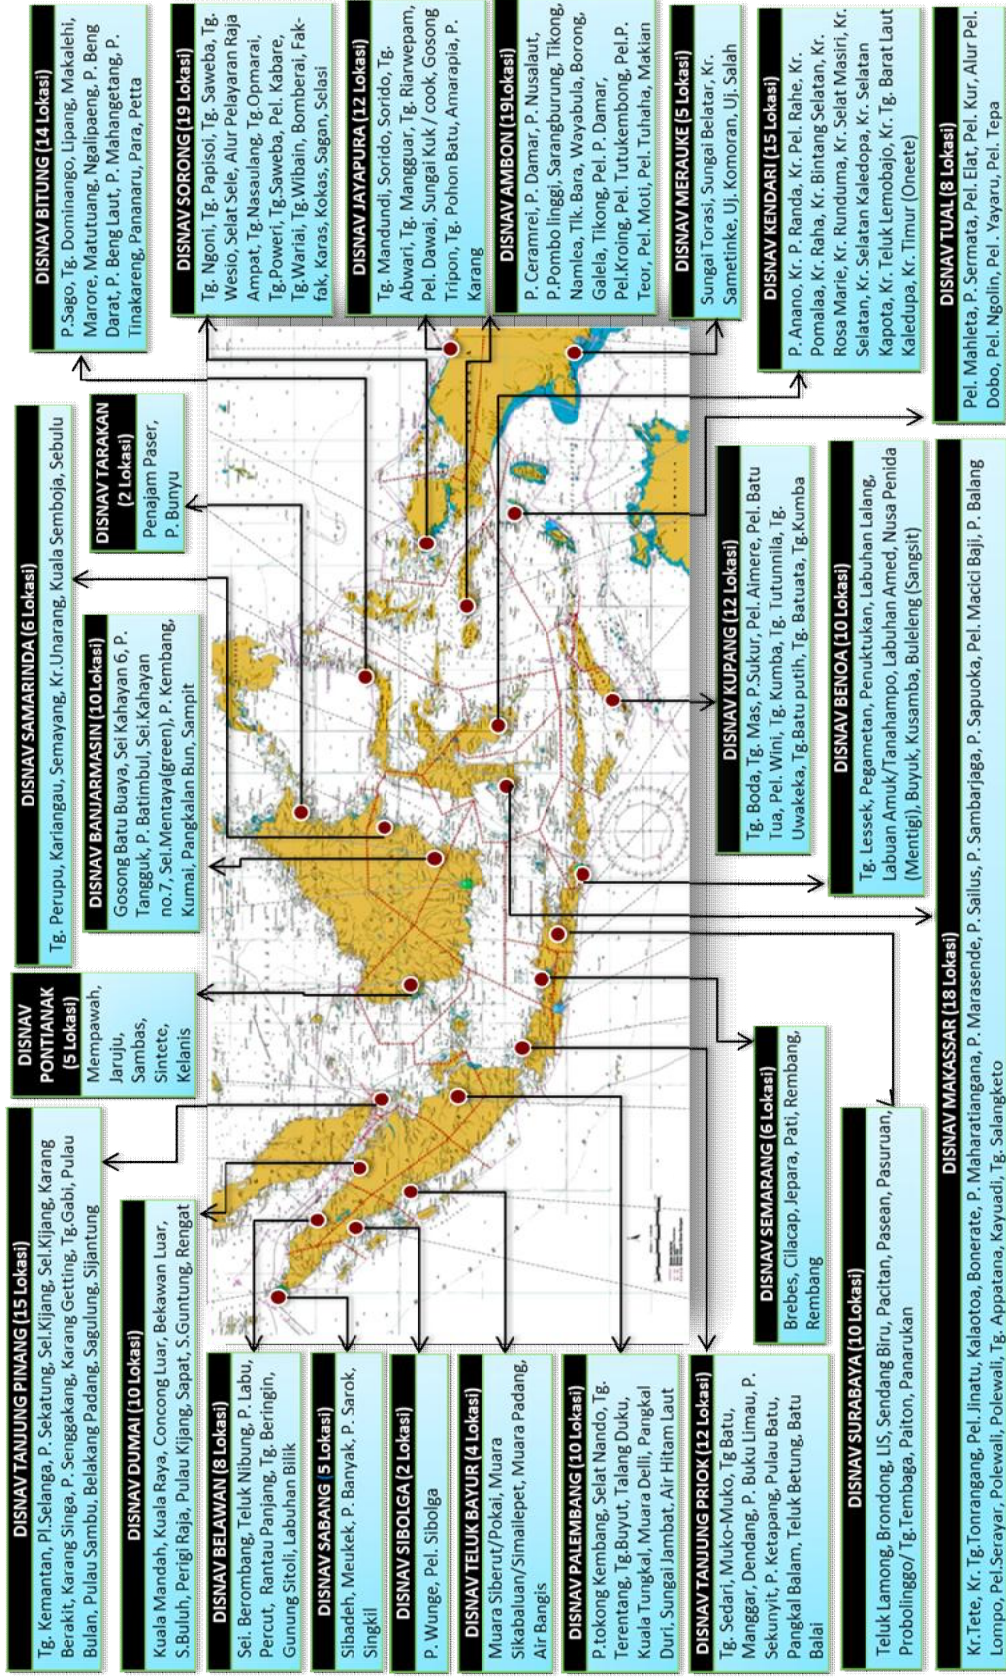 DISNAV TANJUNG PINANG (15 Lokasi)
Tg. Kemantan, Pl.Selanga, P. Sekatung, Sel.Kijang, Sel.Kijang, Karang
Berakit, Karang Singa, P. Senggakang, Karang Getting, Tg.Gabi, Pulau
Bulan, Pulau Sambu, Belakang Padang, Sagulung, Sijantung
DISNAV
PONTIANAK
(5 Lokasi)
Mempawah,
Jaruju,
Sambas,
Sintete,
Kelanis
DISNAV SAMARINDA (6 Lokasi)
Tg. Perupu, Kariangau, Semayang, Kr.Unarang, Kuala Semboja, Sebulu
DISNAV BITUNG (14 Lokasi)
P.Sago, Tg. Dominango, Lipang, Makalehi,
Marore, Matutuang, Ngalipaeng, P. Beng
Darat, P. Beng Laut, P. Mahangetang, P.
Tinakareng, Pananaru, Para, Petta
DISNAV DUMAI (10 Lokasi)
Kuala Mandah, Kuala Raya, Concong Luar, Bekawan Luar,
S.Buluh, Perigi Raja, Pulau Kijang, Sapat, S.Guntung, Rengat
DISNAV BANJARMASIN (10 Lokasi)
Gosong Batu Buaya, Sei Kahayan 6, P.
Tangguk, P. Batimbul, Sei.Kahayan
no.7, Sei.Mentaya(green), P. Kembang,
Kumai, Pangkalan Bun, Sampit
DISNAV TARAKAN
(2 Lokasi)
Penajam Paser,
P. Bunyu
DISNAV SORONG (19 Lokasi)
Tg. Ngoni, Tg. Papisoi, Tg. Saweba, Tg.
Wesio, Selat Sele, Alur Pelayaran Raja
Ampat, Tg.Nasaulang, Tg.Opmarai,
Tg.Poweri, Tg.Saweba, Pel. Kabare,
Tg.Warlai, Tg.Wibain, Bomberai, Fak-
fak, Karas, Kokas, Sagan, Selasi
DISNAV BELAWAN (8 Lokasi)
Sei. Berombang, Teluk Nibung, P. Labu,
Percut, Rantau Panjang, Tg. Beringin,
Gunung Sitoli, Labuhan Bilik
DISNAV JAYAPURA (12 Lokasi)
Tg. Mandundi, Sorido, Sorido, Tg.
Abwari, Tg. Mangguar, Tg. Riarwepam,
Pel. Dawai, Sungai Kuk / cook, Gosong
Tripon, Tg. Pohon Batu, Amarapia, P.
Karang
DISNAV SABANG (5 Lokasi)
Sibadeh, Meukek, P. Banyak, P. Sarok,
Singkil
DISNAV SIBOLGA (2 Lokasi)
P. Wunge, Pel. Sibolga
DISNAV AMBON (19Lokasi)
P.Ceramrei, P. Damar, P. Nusalaut,
P.Pombo linggi, Sarangburung, Tikong,
Namlea, Tlk. Bara, Wayabula, Borong,
Galela, Tikong, Pel. P. Damar,
Pel.Kroing, Pel. Tutukembong, Pel.P.
Teor, Pel. Moti, Pel. Tuhaha, Makian
DISNAV TELUK BAYUR (4 Lokasi)
Muara Siberut/Pokai, Muara
Sikabaluan/Simailepet, Muara Padang,
Air Bangis
DISNAV PALEMBANG (10 Lokasi)
P.tokong Kembang, Selat Nando, Tg.
Terentang, Tg.Buyut, Talang Duku,
Kuala Tungkal, Muara Delli, Pangkal
Duri, Sungai Jambat, Air Hitam Laut
DISNAV MERAUKE (5 Lokasi)
Sungai Torasi, Sungai Belatar, Kr.
Sametinke, Uj. Komoran, Uj. Salah
DISNAV TANJUNG PRIOK (12 Lokasi)
Tg. Sedari, Muko-Muko, Tg Batu,
Manggar, Dendang, P. Buku Limau, P.
Sekunyit, P. Ketapang, Pulau Batu,
Pangkal Balam, Teluk Betung, Batu
Balai
DISNAV SEMARANG (6 Lokasi)
Brebes, Cilacap, Jepara, Pati, Rembang,
Rembang
DISNAV KUPANG (12 Lokasi)
Tg. Boda, Tg. Mas, P.Sukur, Pel. Aimere, Pel. Batu
Tua, Pel. Wini, Tg. Kumba, Tg. Tutunnila, Tg.
Uwakeka, Tg.Batu putih, Tg. Batuata, Tg.Kumba
DISNAV KENDARI (15 Lokasi)
P. Anano, Kr. P. Randa, Kr. Pel. Rahe, Kr.
Pomalaa, Kr. Raha, Kr. Bintang Selatan, Kr.
Rosa Marie, Kr. Runduma, Kr. Selat Masiri, Kr.
Selatan, Kr. Selatan Kaledopa, Kr. Selatan
Kapota, Kr. Teluk Lemobajo, Kr. Tg. Barat Laut
Kaledupa, Kr. Timur (Oneete)
DISNAV SURABAYA (10 Lokasi)
Teluk Lamong, Brondong, LIS, Sendang Biru, Pacitan, Pasean, Pasuruan,
Probolinggo/ Tg.Tembaga, Paiton, Panarukan
DISNAV BENOA (10 Lokasi)
Tg. Lessek, Pegametan, Penuktukan, Labuhan Lalang,
Labuan Amuk/Tanahampo, Labuhan Amed, Nusa Penida
(Mentigi), Buyuk, Kusamba, Buleleng (Sangsit)
DISNAV MAKASSAR (18 Lokasi)
Kr.Tete, Kr. Tg.Tonrangang, Pel. Jinatu, Kalaotoa, Bonerate, P. Maharatiangana, P. Marasende, P. Sailus, P. Sambarjaga, P. Sapuoka, Pel. Macici Baji, P. Balang
Lompo, Pel.Serayar, Polewali, Polewali, Tg. Appatana, Kayuadi, Tg. Salangketo
DISNAV TUAL (8 Lokasi)
Pel. Mahleta, P. Sermata, Pel. Elat, Pel. Kur, Alur Pel.
Dobo, Pel. Ngolin, Pel. Yayaru, Pel. Tepa